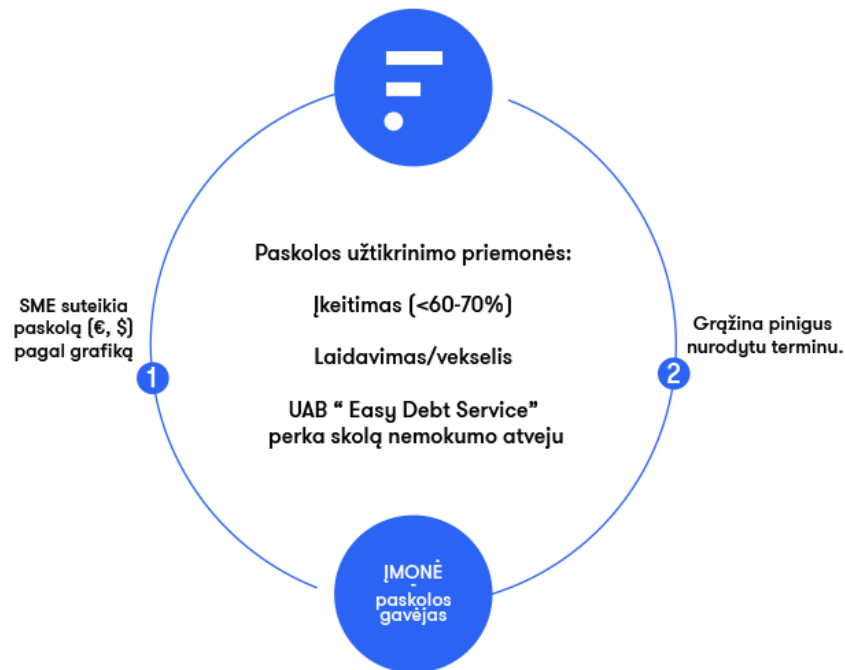 Paskolos užtikrinimo priemonės:
Įkeitimas (<60-70%)
Laidavimas/vekselis
UAB “ Easy Debt Service”
perka skolą nemokumo atveju
SME suteikia
paskolą (€, $)
pagal grafiką
1
Grąžina pinigus
nurodytu terminu.
2
ĮMONĖ
-
paskolos
gavėjas